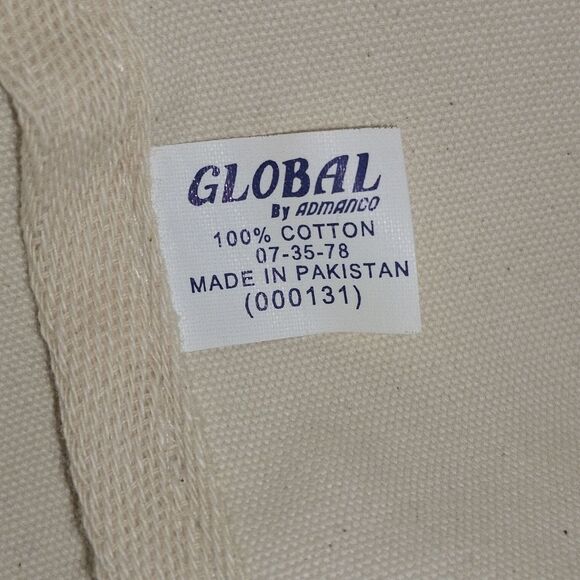 GLOBAL
By ADMANCO
100% COTTON
07-35-78
MADE IN PAKISTAN
(000131)